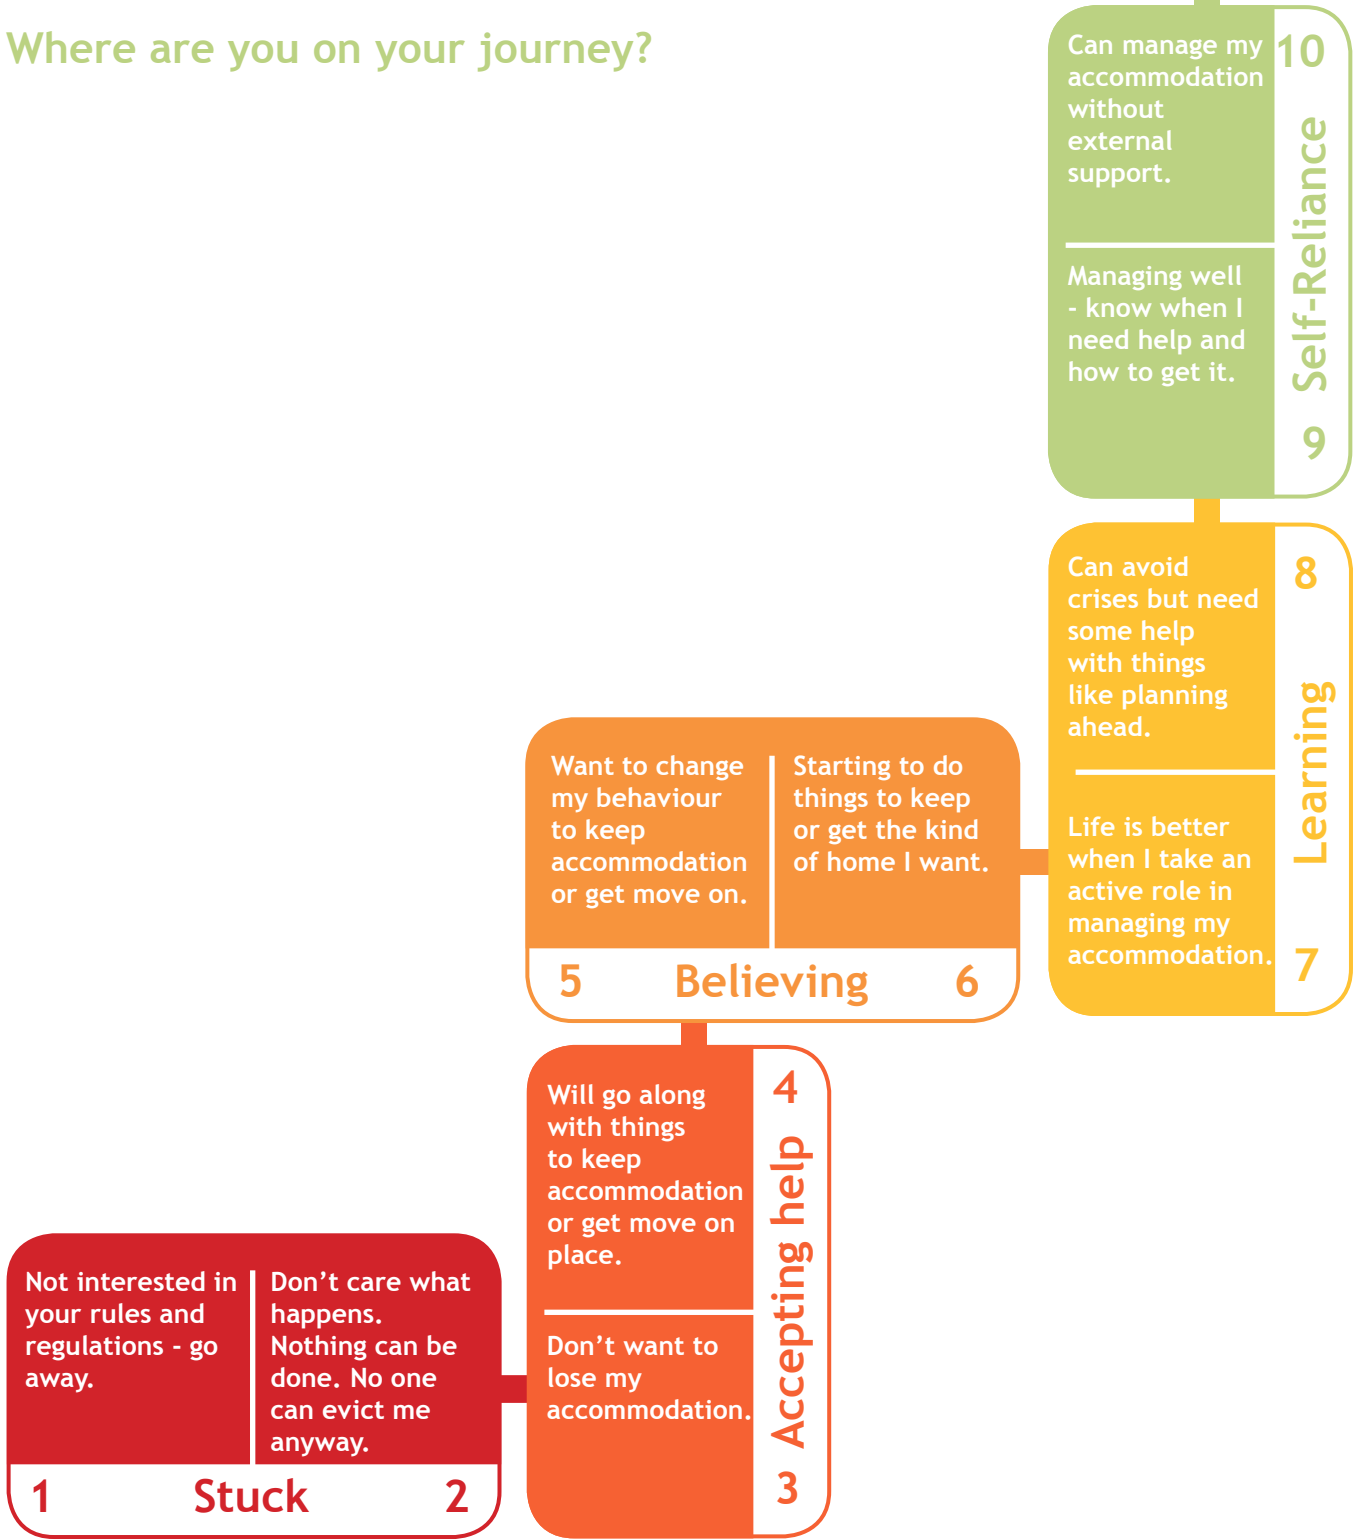 Where are you on your journey?
Can manage my
accommodation
without
external
support.
10
Self-Reliance
Managing well
- know when I
need help and
how to get it.
9
Can avoid
crises but need
some help
with things
like planning
ahead.
8
Learning
Life is better
when I take an
active role in
managing my
accommodation.
7
Want to change
my behaviour
to keep
accommodation
or get move on.
Starting to do
things to keep
or get the kind
of home I want.
5 Believing 6
Will go along
with things
to keep
accommodation
or get move on
place.
4
Accepting help
Don’t want to
lose my
accommodation.
3
Not interested in
your rules and
regulations - go
away.
Don’t care what
happens.
Nothing can be
done. No one
can evict me
anyway.
1 Stuck 2